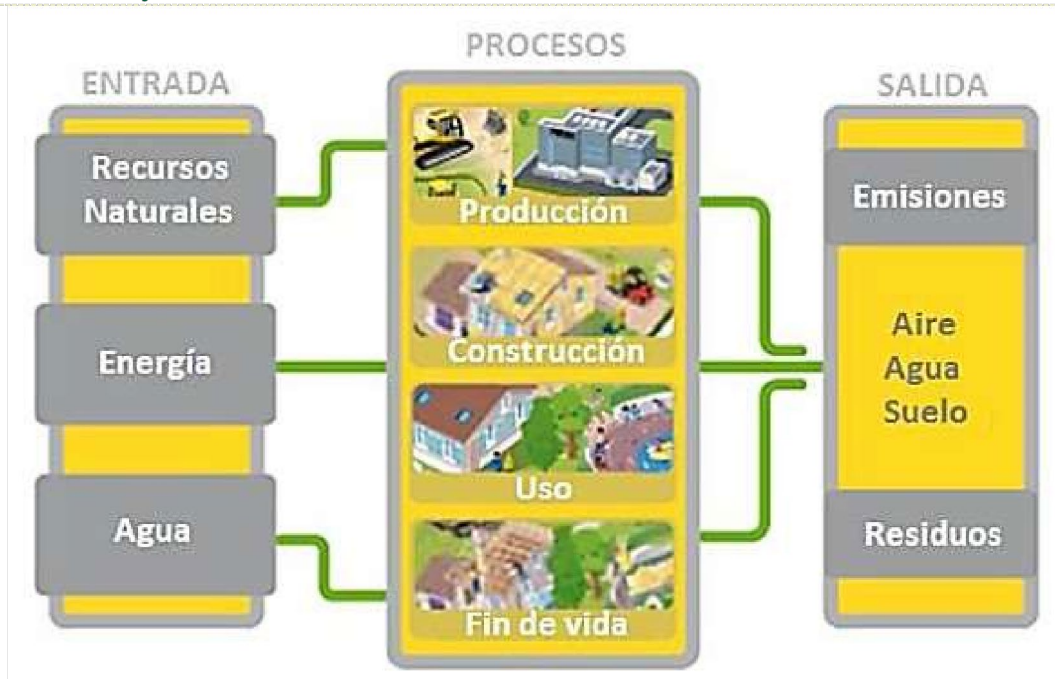 ENTRADA
Recursos
Naturales
Energía
Agua
PROCESOS
Producción
Construcción
Uso
Fin de vida
SALIDA
Emisiones
Aire
Agua
Suelo
Residuos